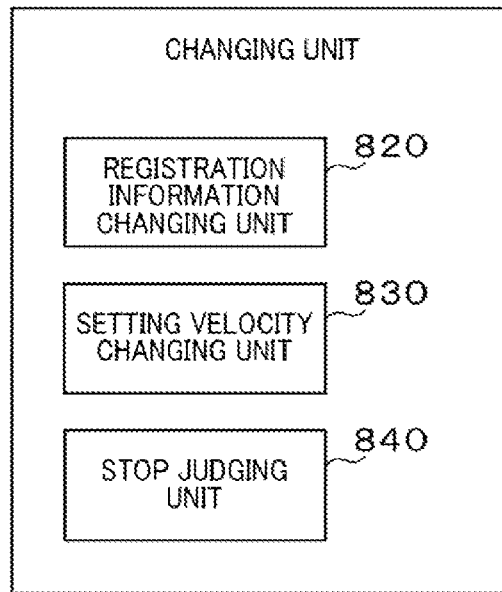 CHANGING UNIT
820
REGISTRATION
INFORMATION
CHANGING UNIT
830
SETTING VELOCITY
CHANGING UNIT
840
STOP JUDGING
UNIT